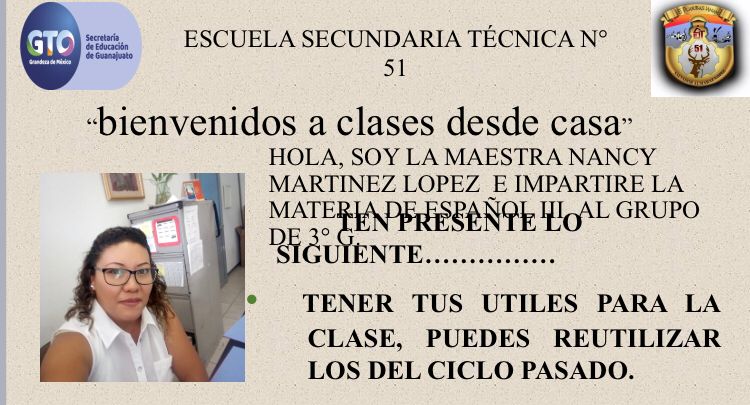 GTO
Grandeza de México
Secretaría
de Educación
de Guanajuato
ESCUELA SECUNDARIA TÉCNICA N°
51
“bienvenidos a clases desde casa”
HOLA, SOY LA MAESTRA NANCY
MARTINEZ LOPEZ E IMPARTIRE LA
MATERIA DE ESPAÑOL III AL GRUPO
DE 3° G.
TEN PRESENTE LO
SIGUIENTE……………
• TENER TUS UTILES PARA LA
CLASE, PUEDES REUTILIZAR
LOS DEL CICLO PASADO.
51